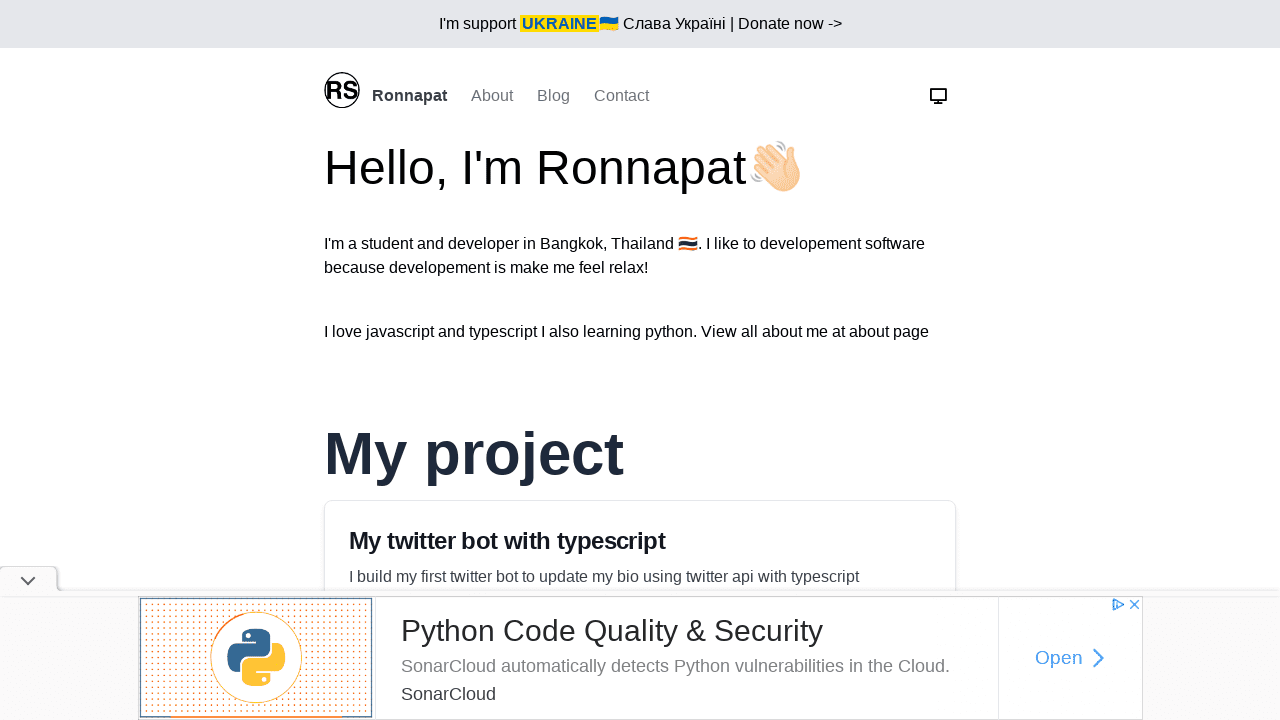 I'm support UKRAINE🇺🇦 Слава Україні | Donate now ->
RS Ronnapat About Blog Contact
Hello, I'm Ronnapat👋🏻
I'm a student and developer in Bangkok, Thailand 🇹🇭. I like to developement software
because developement is make me feel relax!
I love javascript and typescript I also learning python. View all about me at about page
My project
My twitter bot with typescript
I build my first twitter bot to update my bio using twitter api with typescript
Python Code Quality & Security
SonarCloud automatically detects Python vulnerabilities in the Cloud.
SonarCloud
Open